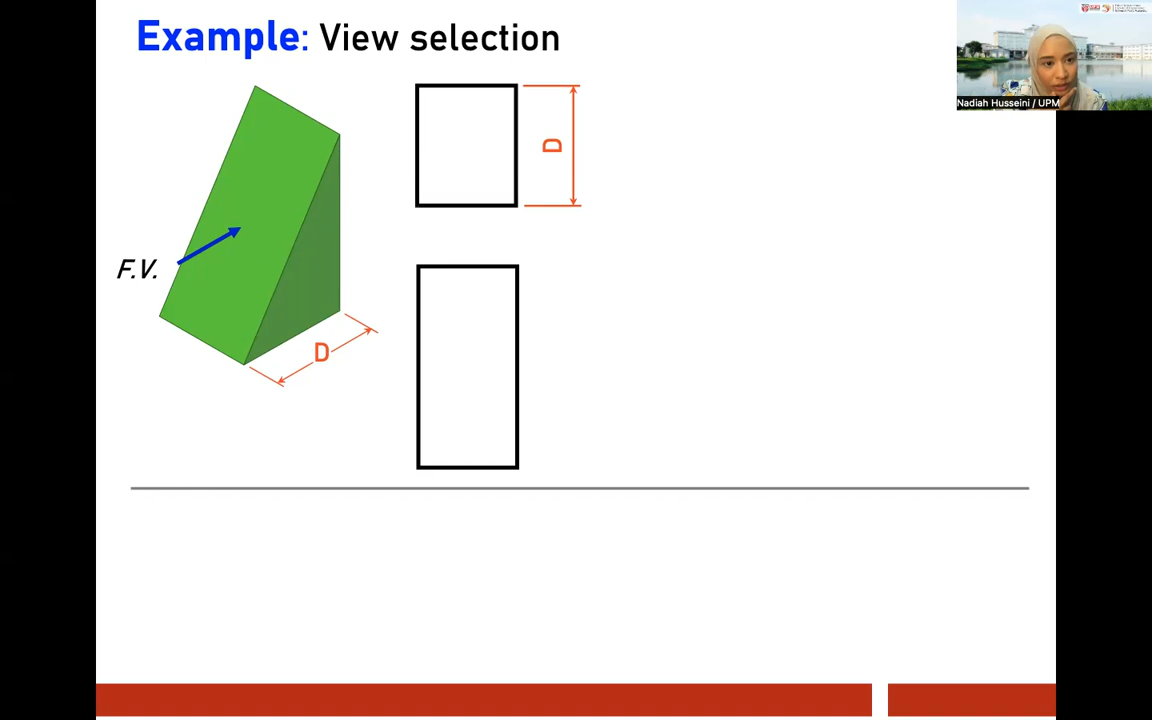 Example: View selection
Nadiah Husseini / UPM
D
F.V.
D